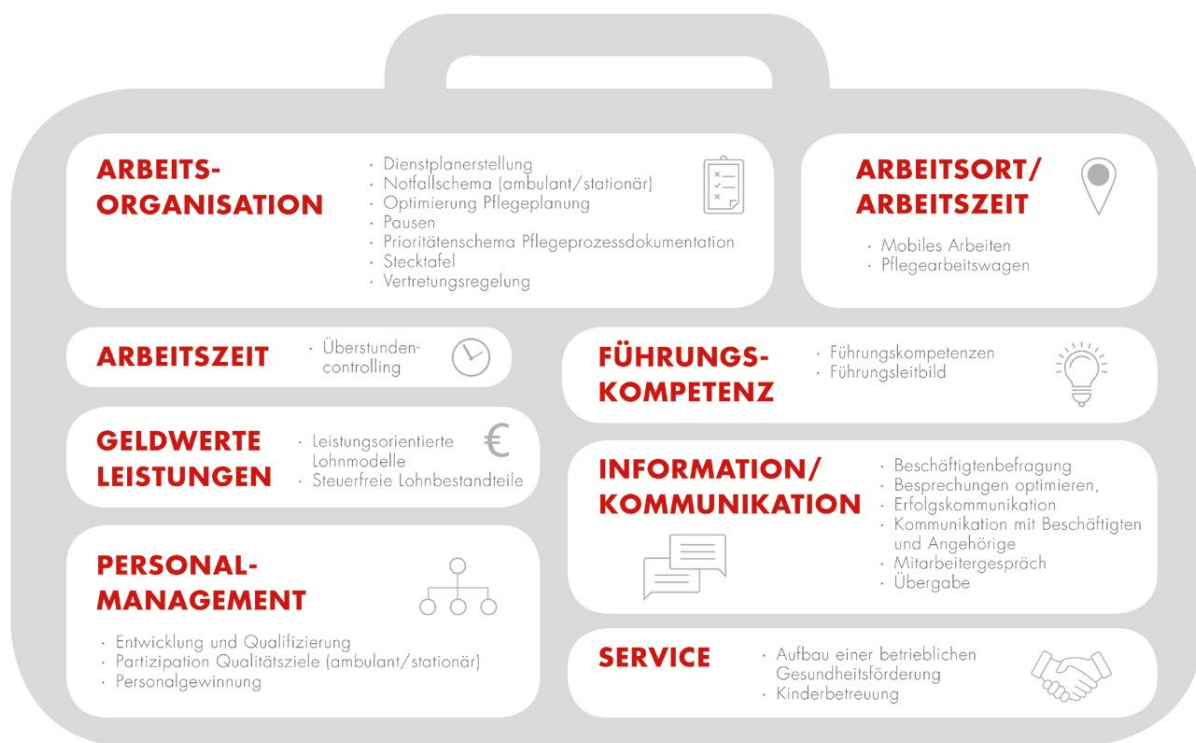 ARBEITS-
ORGANISATION
· Dienstplanerstellung
· Notfallschema (ambulant/stationär)
· Optimierung Pflegeplanung
· Pausen
· Prioritätenschema Pflegeprozessdokumentation
· Stecktafel
· Vertretungsregelung
ARBEITSORT/
ARBEITSZEIT
· Mobiles Arbeiten
· Pflegearbeitswagen
ARBEITSZEIT
· Überstunden-
controlling
FÜHRUNGS-
KOMPETENZ
· Führungskompetenzen
· Führungsleitbild
GELDWERTE
LEISTUNGEN
· Leistungsorientierte
Lohnmodelle
· Steuerfreie Lohnbestandteile
€
INFORMATION/
KOMMUNIKATION
· Beschäftigtenbefragung
· Besprechungen optimieren,
· Erfolgskommunikation
· Kommunikation mit Beschäftigten
und Angehörige
· Mitarbeitergespräch
· Übergabe
PERSONAL-
MANAGEMENT
· Entwicklung und Qualifizierung
· Partizipation Qualitätsziele (ambulant/stationär)
· Personalgewinnung
SERVICE
· Aufbau einer betrieblichen
Gesundheitsförderung
· Kinderbetreuung